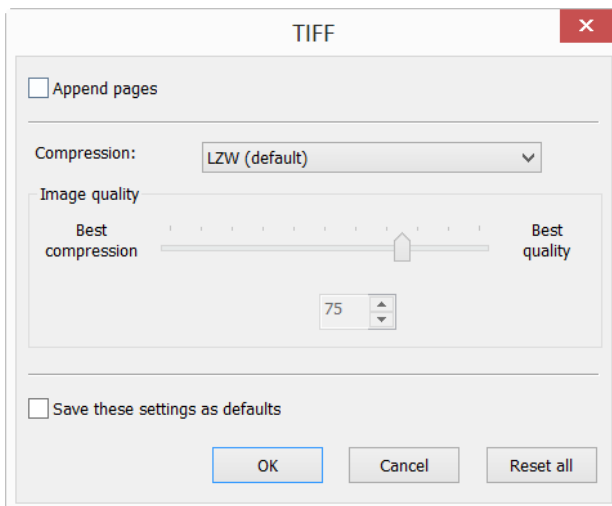 TIFF
Append pages
Compression:
LZW (default)
Image quality
Best compression
Best quality
75
Save these settings as defaults
OK
Cancel
Reset all